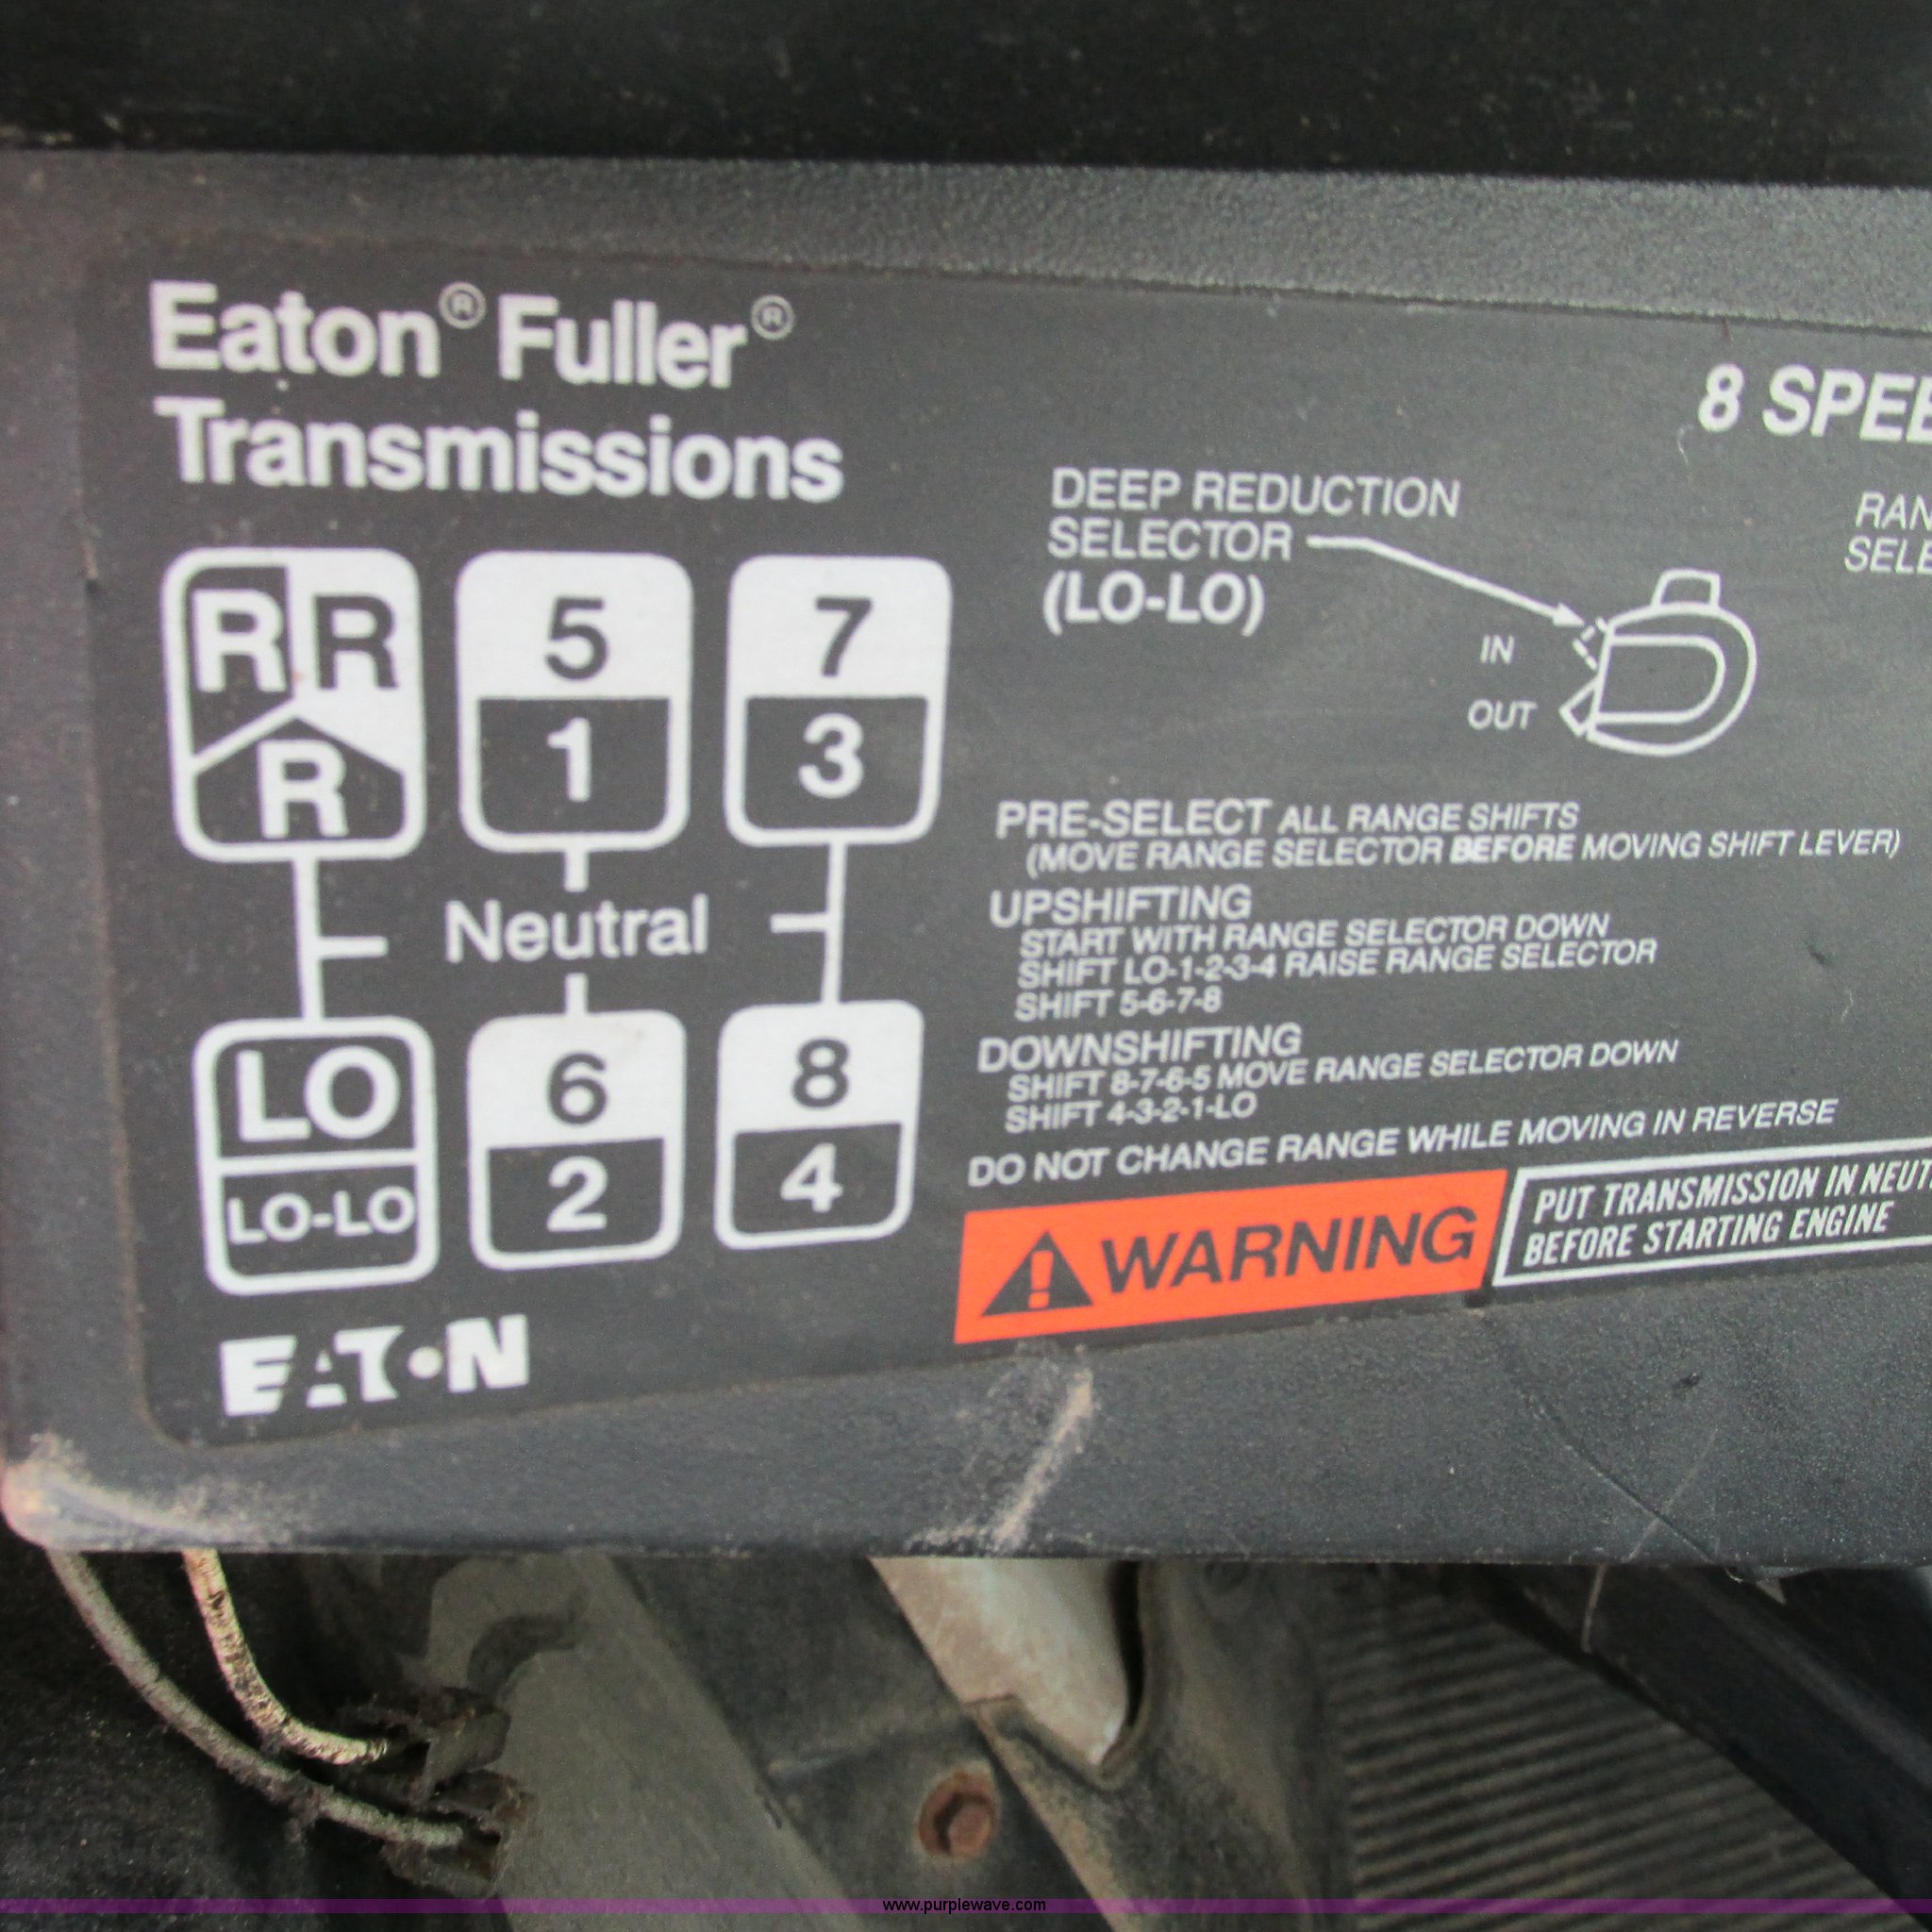 Eaton® Fuller®
Transmissions
8 SPEE
DEEP REDUCTION
SELECTOR
(LO-LO)
RAN
SELE
IN
OUT
R R
R
5
1
7
3
Neutral
LO
LO-LO
6
2
8
4
PRE-SELECT ALL RANGE SHIFTS
(MOVE RANGE SELECTOR BEFORE MOVING SHIFT LEVER)
UPSHIFTING
START WITH RANGE SELECTOR DOWN
SHIFT LO-1-2-3-4 RAISE RANGE SELECTOR
SHIFT 5-6-7-8
DOWNSHIFTING
SHIFT 8-7-6-5 MOVE RANGE SELECTOR DOWN
SHIFT 4-3-2-1-LO
DO NOT CHANGE RANGE WHILE MOVING IN REVERSE
WARNING
PUT TRANSMISSION IN NEUT
BEFORE STARTING ENGINE
EATON
www.purplewave.com